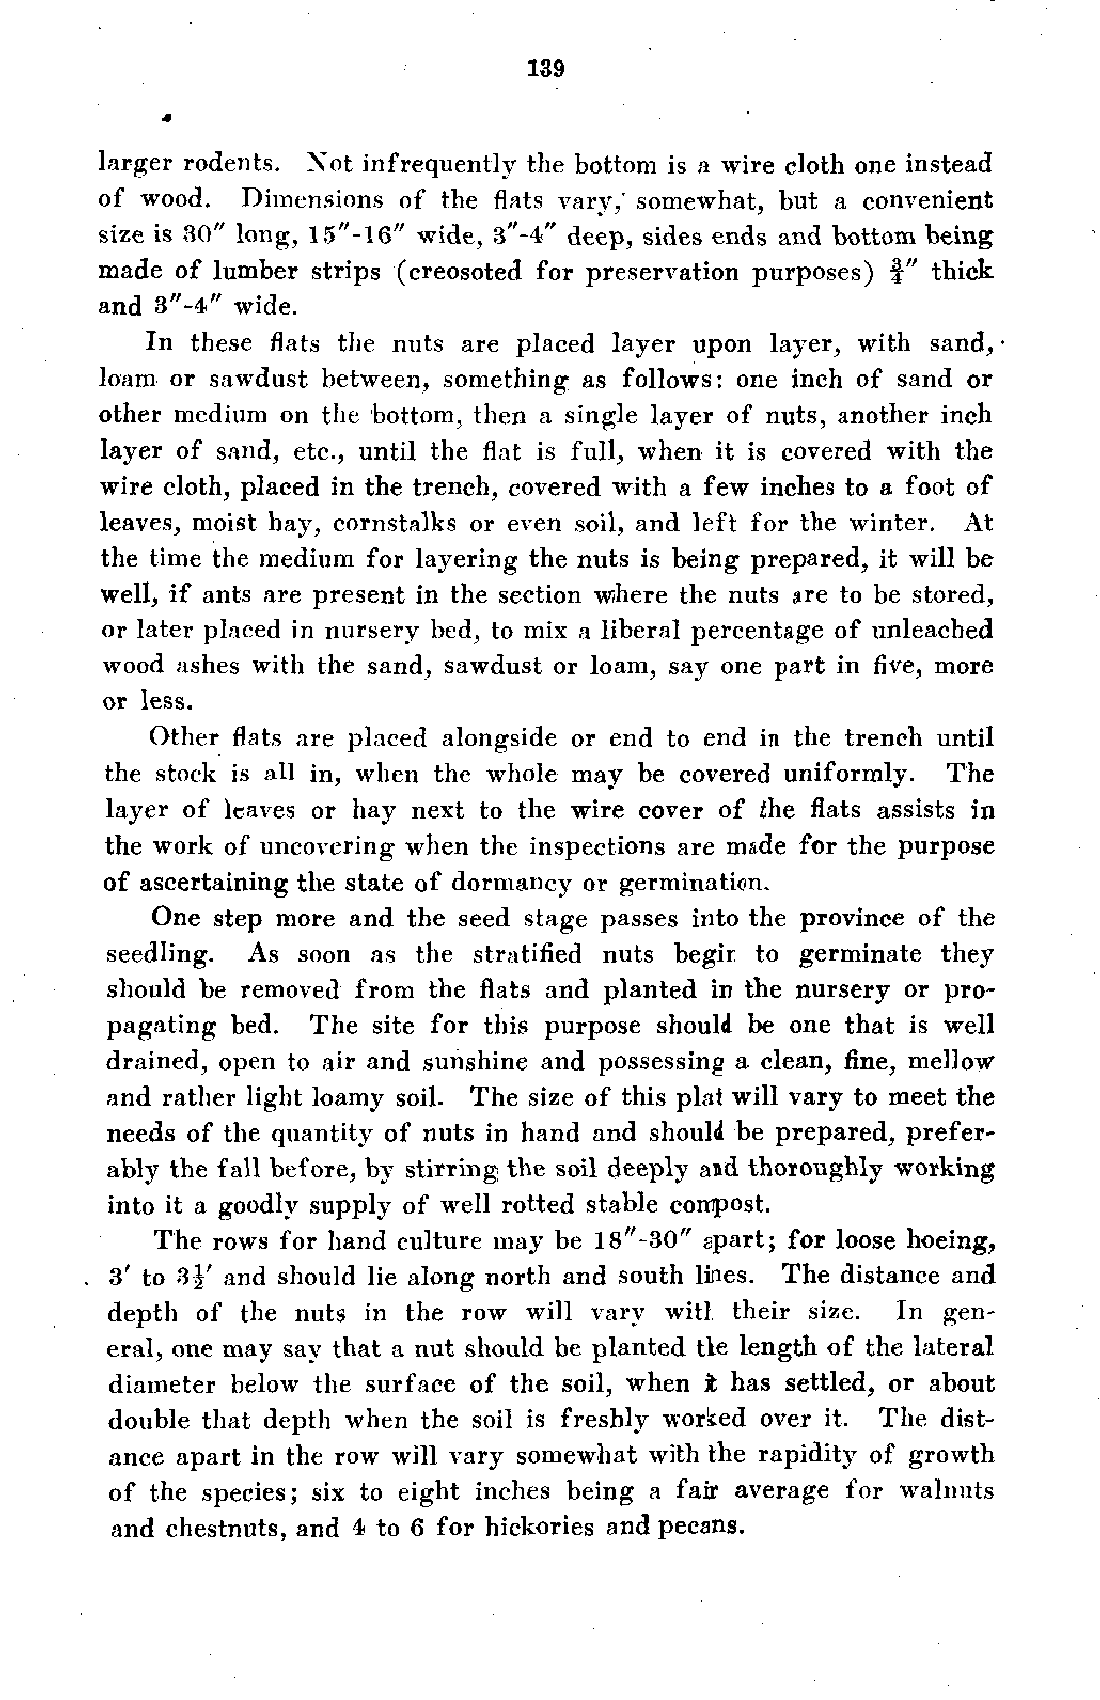 139
larger rodents. Not infrequently the bottom is a wire cloth one instead
of wood. Dimensions of the flats vary, somewhat, but a convenient
size is 30″ long, 15″-16″ wide, 3″-4″ deep, sides ends and bottom being
made of lumber strips (creosoted for preservation purposes) ¾″ thick
and 3″-4″ wide.
In these flats the nuts are placed layer upon layer, with sand,
loam or sawdust between, something as follows: one inch of sand or
other medium on the bottom, then a single layer of nuts, another inch
layer of sand, etc., until the flat is full, when it is covered with the
wire cloth, placed in the trench, covered with a few inches to a foot of
leaves, moist hay, cornstalks or even soil, and left for the winter. At
the time the medium for layering the nuts is being prepared, it will be
well, if ants are present in the section where the nuts are to be stored,
or later placed in nursery bed, to mix a liberal percentage of unleached
wood ashes with the sand, sawdust or loam, say one part in five, more
or less.
Other flats are placed alongside or end to end in the trench until
the stock is all in, when the whole may be covered uniformly. The
layer of leaves or hay next to the wire cover of the flats assists in
the work of uncovering when the inspections are made for the purpose
of ascertaining the state of dormancy or germination.
One step more and the seed stage passes into the province of the
seedling. As soon as the stratified nuts begin to germinate they
should be removed from the flats and planted in the nursery or pro-
pagating bed. The site for this purpose should be one that is well
drained, open to air and sunshine and possessing a clean, fine, mellow
and rather light loamy soil. The size of this plat will vary to meet the
needs of the quantity of nuts in hand and should be prepared, prefer-
ably the fall before, by stirring the soil deeply and thoroughly working
into it a goodly supply of well rotted stable compost.
The rows for hand culture may be 18″-30″ apart; for loose hoeing,
3′ to 3½′ and should lie along north and south lines. The distance and
depth of the nuts in the row will vary with their size. In gen-
eral, one may say that a nut should be planted the length of the lateral
diameter below the surface of the soil, when it has settled, or about
double that depth when the soil is freshly worked over it. The dist-
ance apart in the row will vary somewhat with the rapidity of growth
of the species; six to eight inches being a fair average for walnuts
and chestnuts, and 4 to 6 for hickories and pecans.